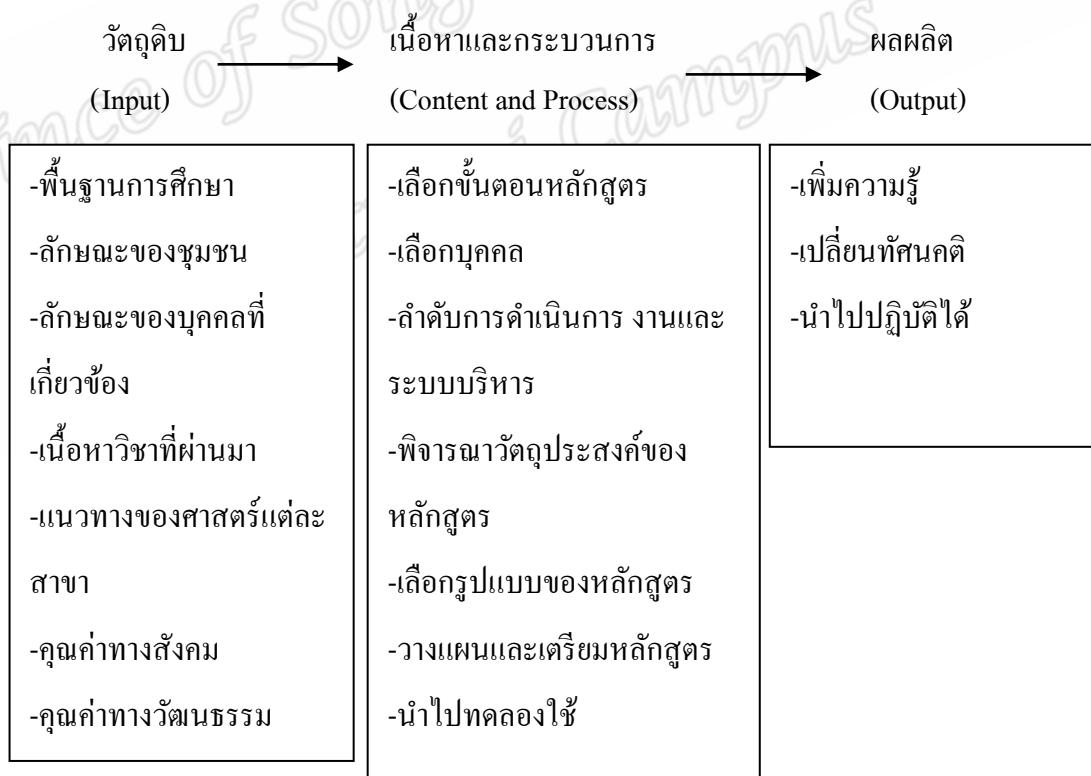 วัตถุดิบ
(Input)
เนื้อหาและกระบวนการ
(Content and Process)
ผลผลิต
(Output)
-พื้นฐานการศึกษา
-ลักษณะของชุมชน
-ลักษณะของบุคคลที่
เกี่ยวข้อง
-เนื้อหาวิชาที่ผ่านมา
-แนวทางของศาสตร์แต่ละ
สาขา
-คุณค่าทางสังคม
-คุณค่าทางวัฒนธรรม
-เลือกขั้นตอนหลักสูตร
-เลือกบุคคล
-ลำดับการดำเนินการ งานและ
ระบบบริหาร
-พิจารณาวัตถุประสงค์ของ
หลักสูตร
-เลือกรูปแบบของหลักสูตร
-วางแผนและเตรียมหลักสูตร
-นำไปทดลองใช้
-เพิ่มความรู้
-เปลี่ยนทัศนคติ
-นำไปปฏิบัติได้